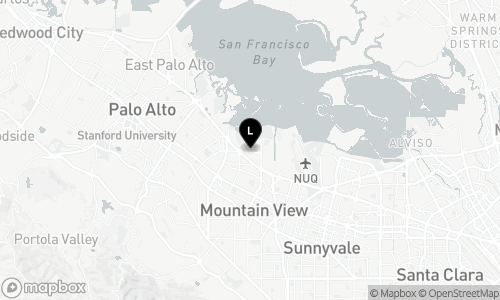 WARM
SPRINGS
DISTRICT
edwood City
San Francisco
Bay
East Palo Alto
Palo Alto
Stanford University
odside
L
ALVISO
NUQ
Mountain View
Portola Valley
Sunnyvale
Santa Clara
mapbox
© Mapbox © OpenStreetMap